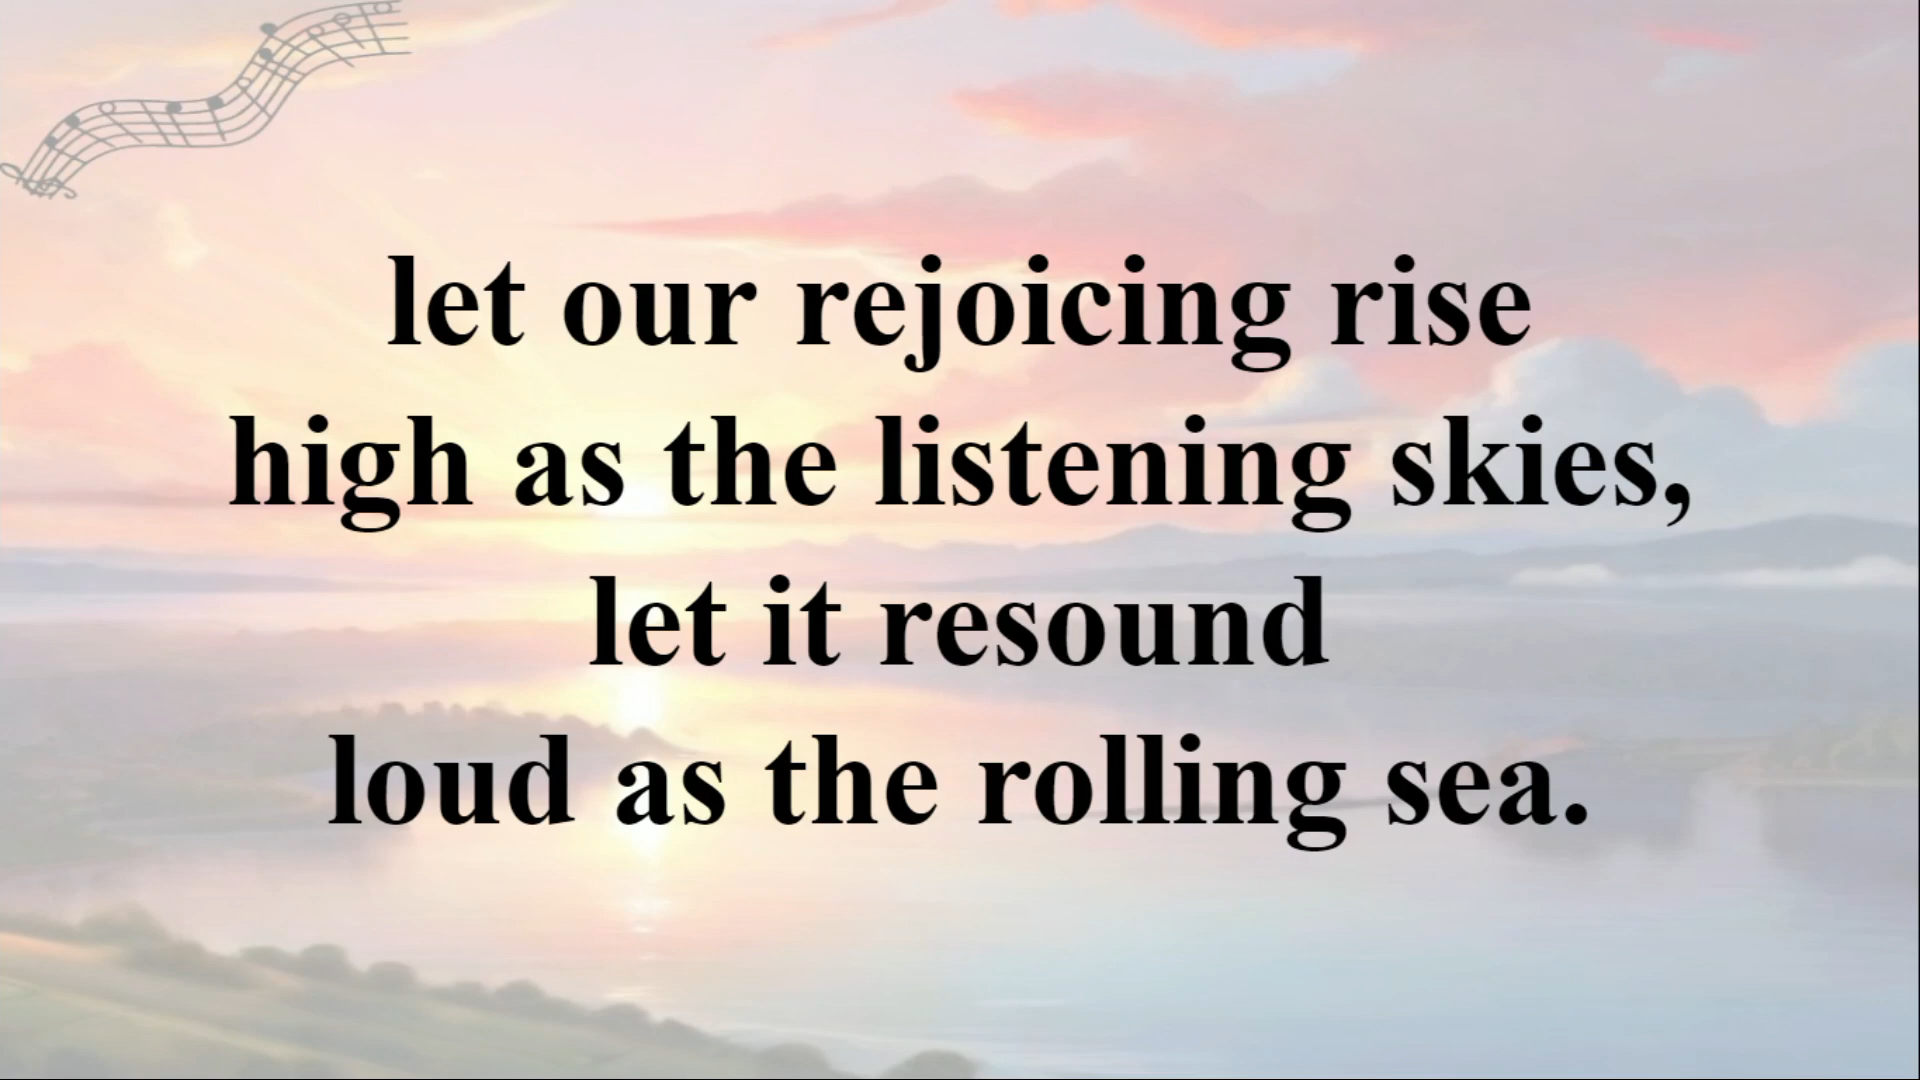 let our rejoicing rise
high as the listening skies,
let it resound
loud as the rolling sea.